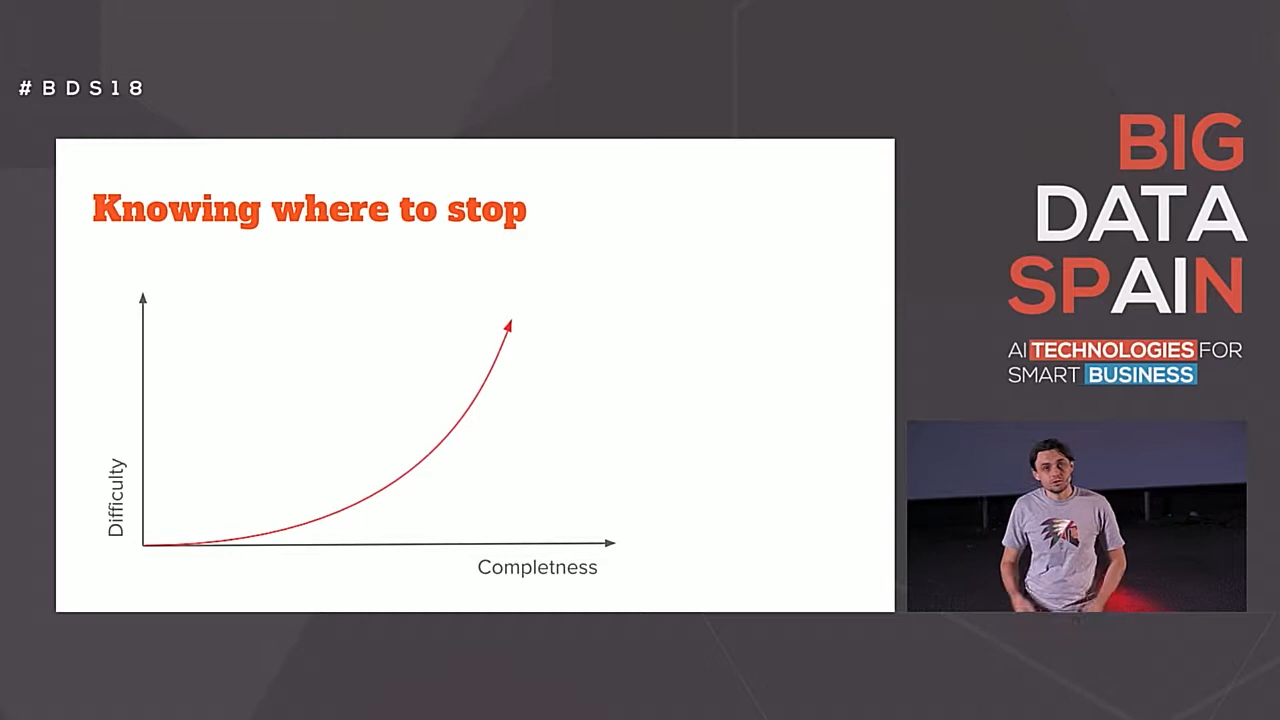 #BDS18
Knowing where to stop
Difficulty
Completness
BIG
DATA
SPAIN
AI TECHNOLOGIES FOR
SMART BUSINESS